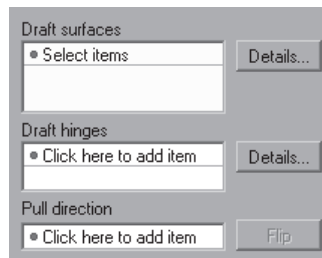 Draft surfaces
Select items
Details...
Draft hinges
Click here to add item
Details...
Pull direction
Click here to add item
Flip